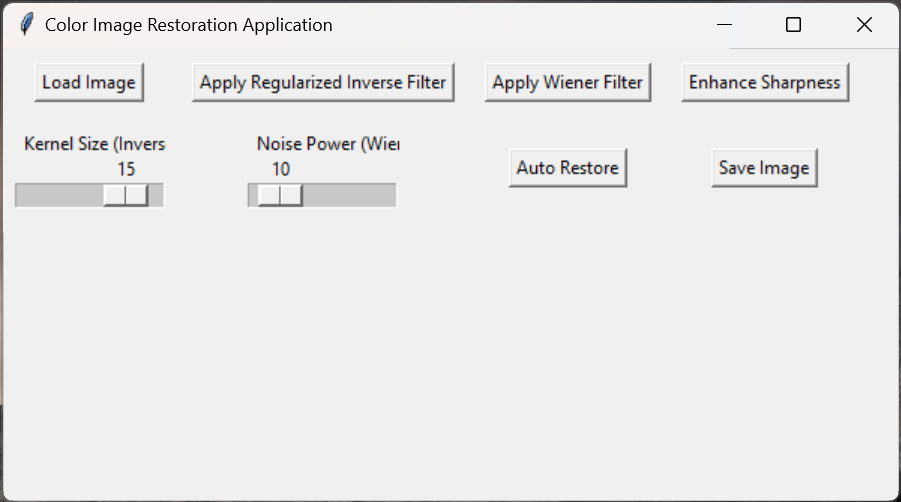 Color Image Restoration Application
Load Image
Apply Regularized Inverse Filter
Apply Wiener Filter
Enhance Sharpness
Kernel Size (Invers
Noise Power (Wier
15
10
Auto Restore
Save Image